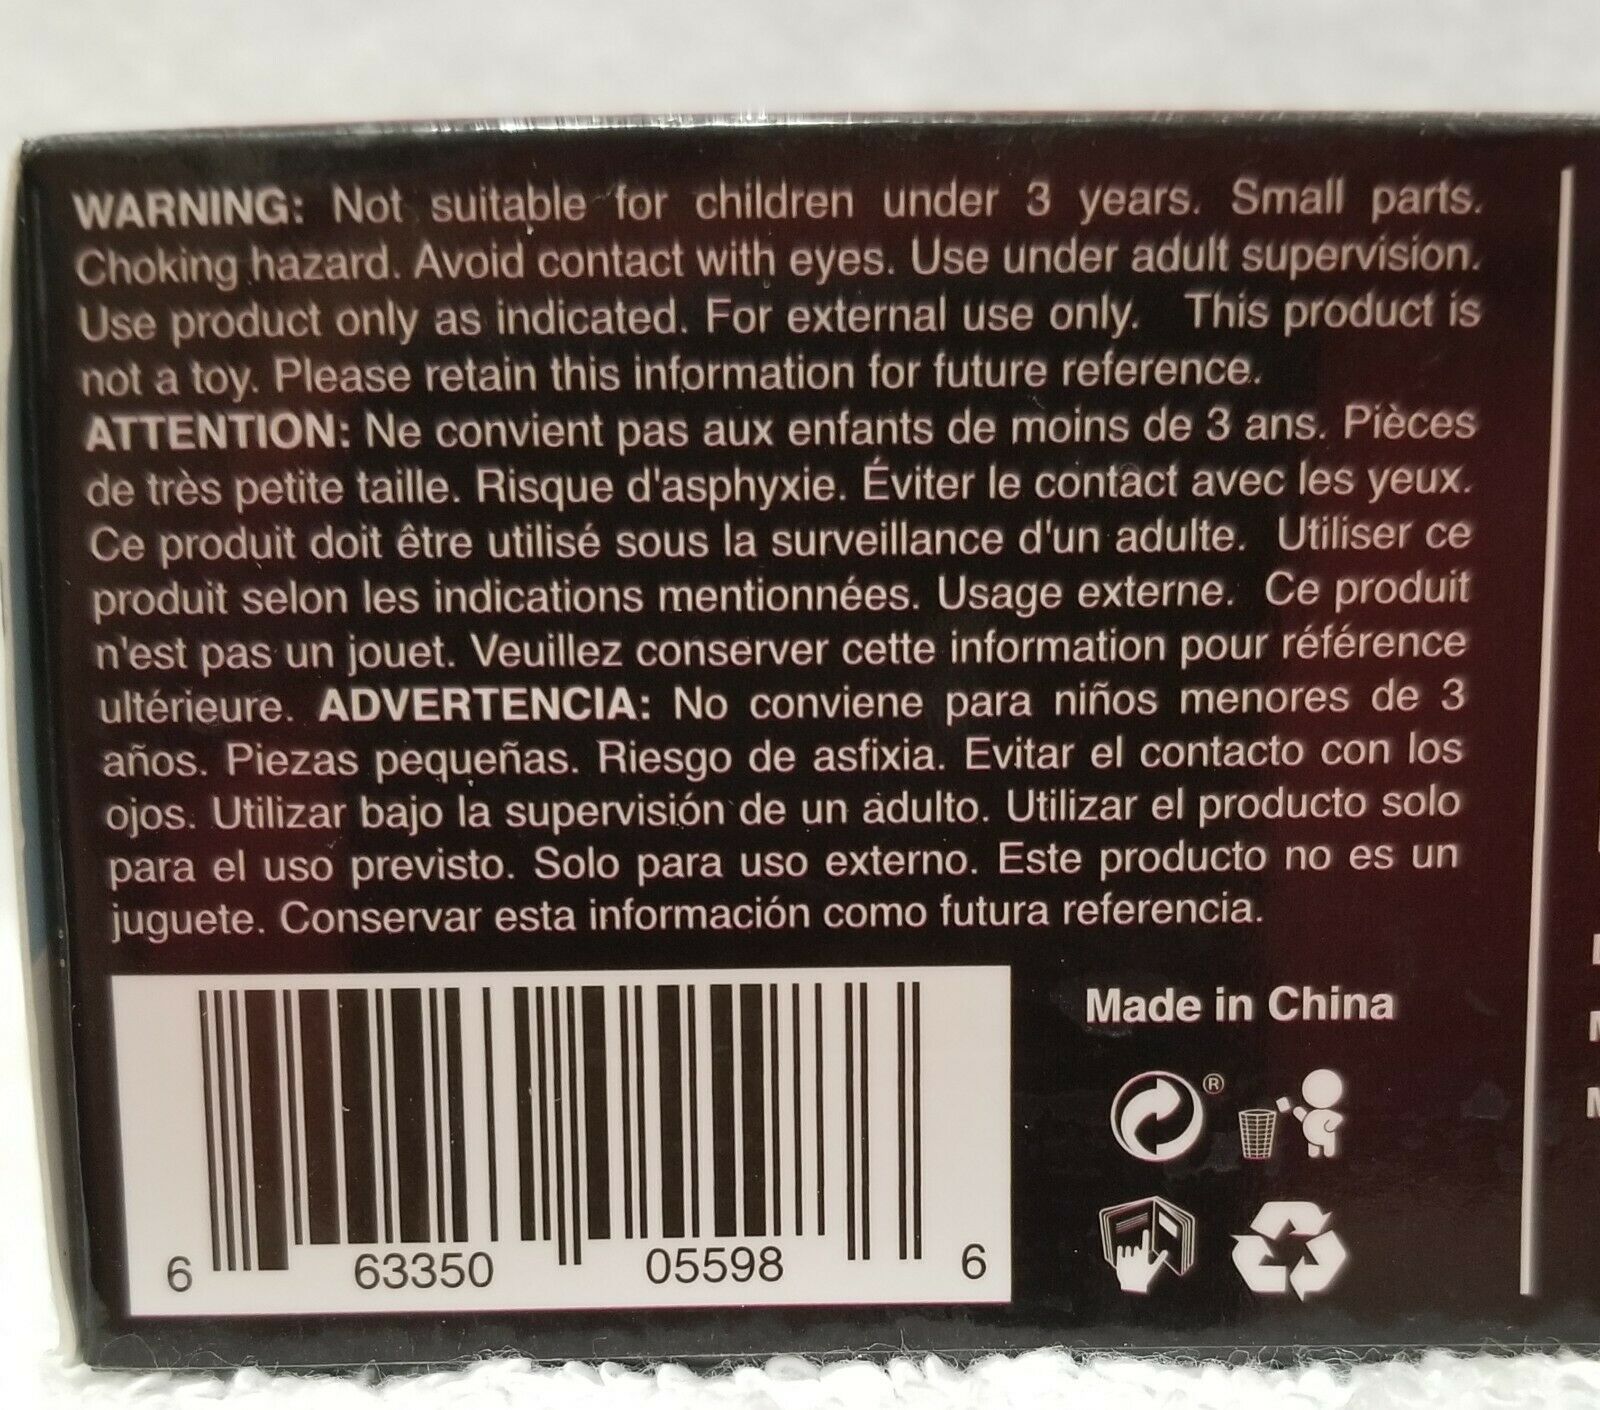 WARNING: Not suitable for children under 3 years. Small parts.
Choking hazard. Avoid contact with eyes. Use under adult supervision.
Use product only as indicated. For external use only. This product is
not a toy. Please retain this information for future reference.
ATTENTION: Ne convient pas aux enfants de moins de 3 ans. Pièces
de très petite taille. Risque d'asphyxie. Éviter le contact avec les yeux.
Ce produit doit être utilisé sous la surveillance d'un adulte. Utiliser ce
produit selon les indications mentionnées. Usage externe. Ce produit
n'est pas un jouet. Veuillez conserver cette information pour référence
ultérieure. ADVERTENCIA: No conviene para niños menores de 3
años. Piezas pequeñas. Riesgo de asfixia. Evitar el contacto con los
ojos. Utilizar bajo la supervisión de un adulto. Utilizar el producto solo
para el uso previsto. Solo para uso externo. Este producto no es un
juguete. Conservar esta información como futura referencia.
Made in China
®
6 63350 05598 6